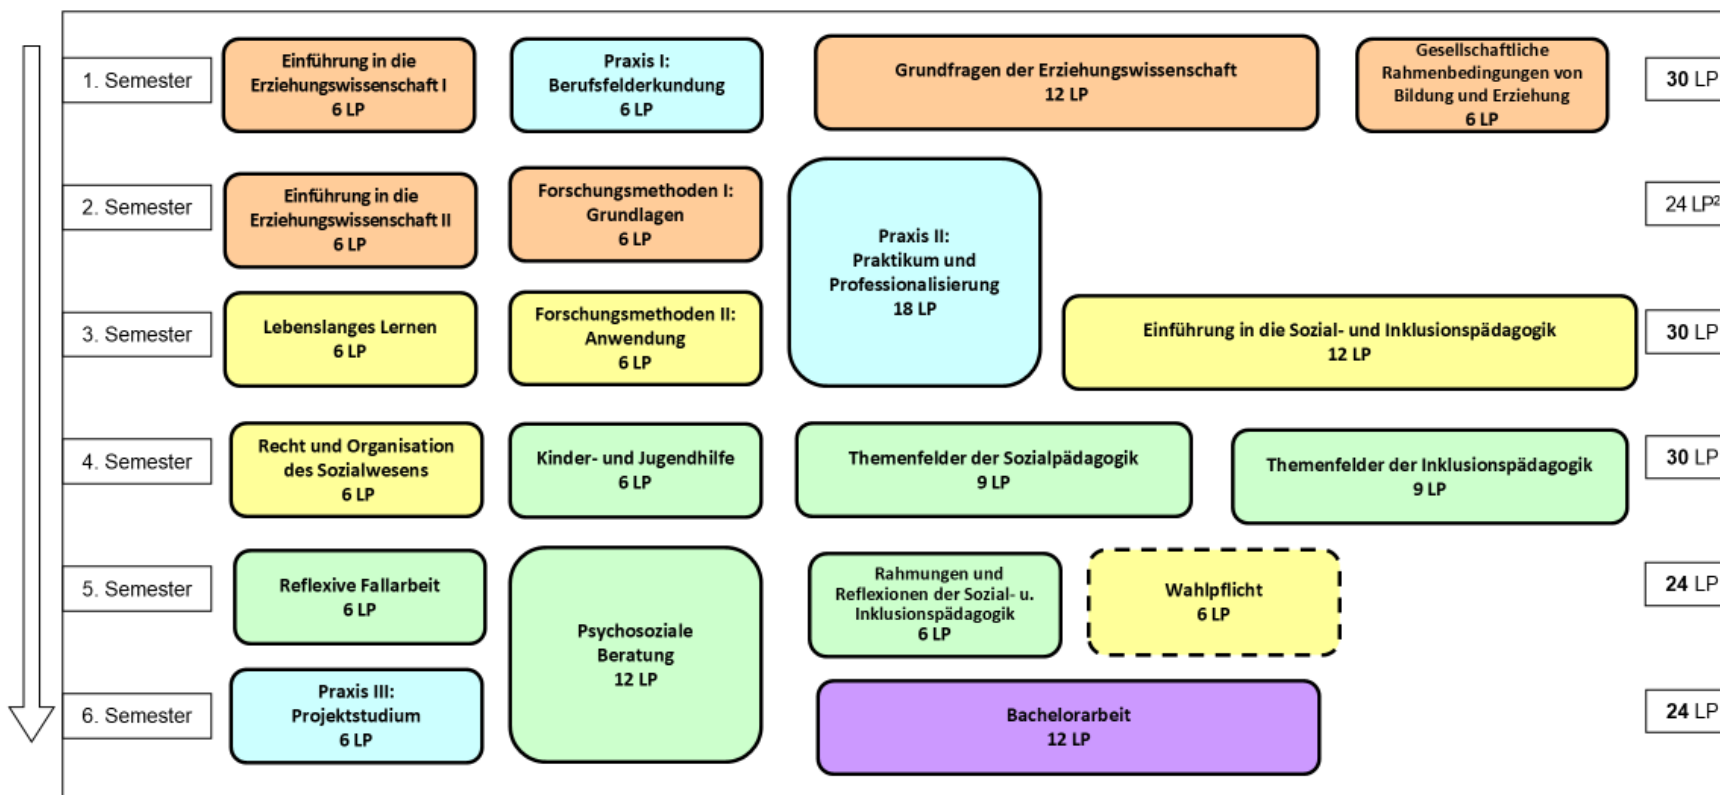 1. Semester
Einführung in die
Erziehungswissenschaft I
6 LP
Praxis I:
Berufsfelderkundung
6 LP
Grundfragen der Erziehungswissenschaft
12 LP
Gesellschaftliche
Rahmenbedingungen von
Bildung und Erziehung
6 LP
30 LP
2. Semester
Einführung in die
Erziehungswissenschaft II
6 LP
Forschungsmethoden I:
Grundlagen
6 LP
Praxis II:
Praktikum und
Professionalisierung
18 LP
24 LP²
3. Semester
Lebenslanges Lernen
6 LP
Forschungsmethoden II:
Anwendung
6 LP
Einführung in die Sozial- und Inklusionspädagogik
12 LP
30 LP
4. Semester
Recht und Organisation
des Sozialwesens
6 LP
Kinder- und Jugendhilfe
6 LP
Themenfelder der Sozialpädagogik
9 LP
Themenfelder der Inklusionspädagogik
9 LP
30 LP
5. Semester
Reflexive Fallarbeit
6 LP
Psychosoziale
Beratung
12 LP
Rahmungen und
Reflexionen der Sozial- u.
Inklusionspädagogik
6 LP
Wahlpflicht
6 LP
24 LP
6. Semester
Praxis III:
Projektstudium
6 LP
Bachelorarbeit
12 LP
24 LP